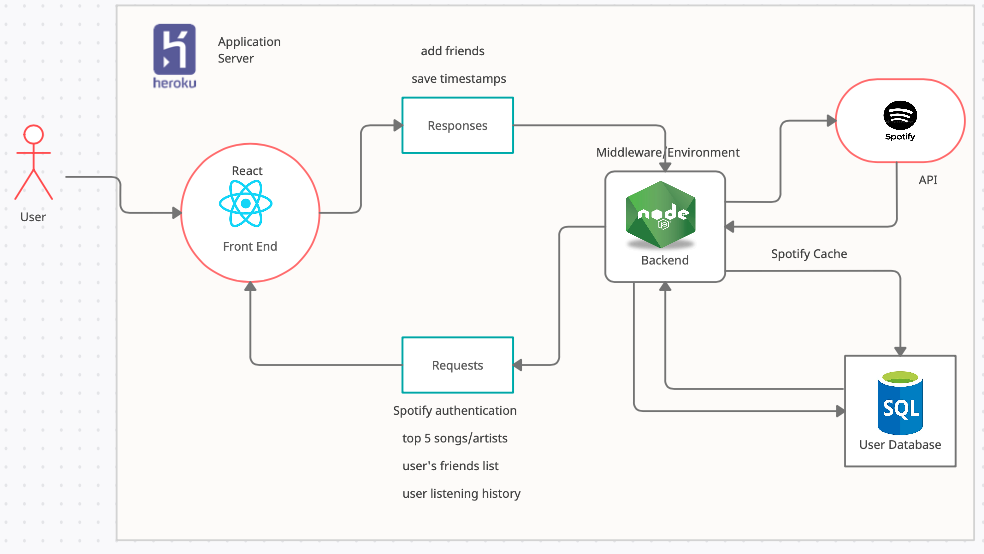 heroku
Application
Server
add friends
save timestamps
Responses
Middleware/Environment
Spotify
API
User
React
Front End
node
Backend
Spotify Cache
Requests
Spotify authentication
top 5 songs/artists
user's friends list
user listening history
SQL
User Database